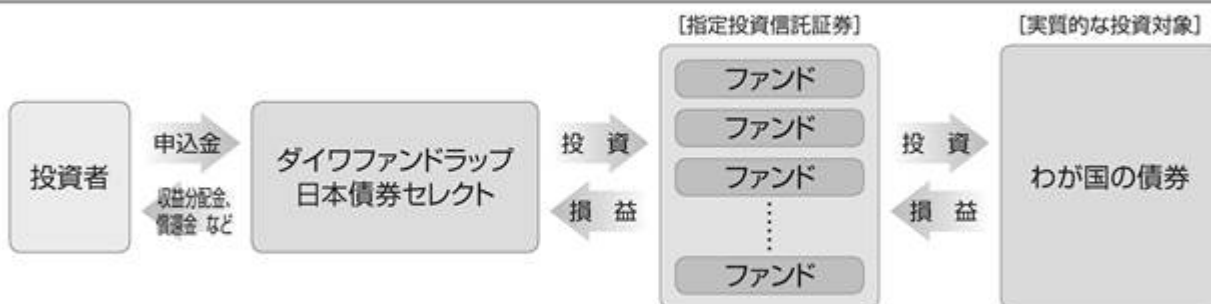 [指定投資信託証券]
[実質的な投資対象]
投資者
申込金
収益分配金、
償還金 など
ダイワファンドラップ
日本債券セレクト
投 資
損 益
ファンド
ファンド
ファンド
ファンド
投 資
損 益
わが国の債券